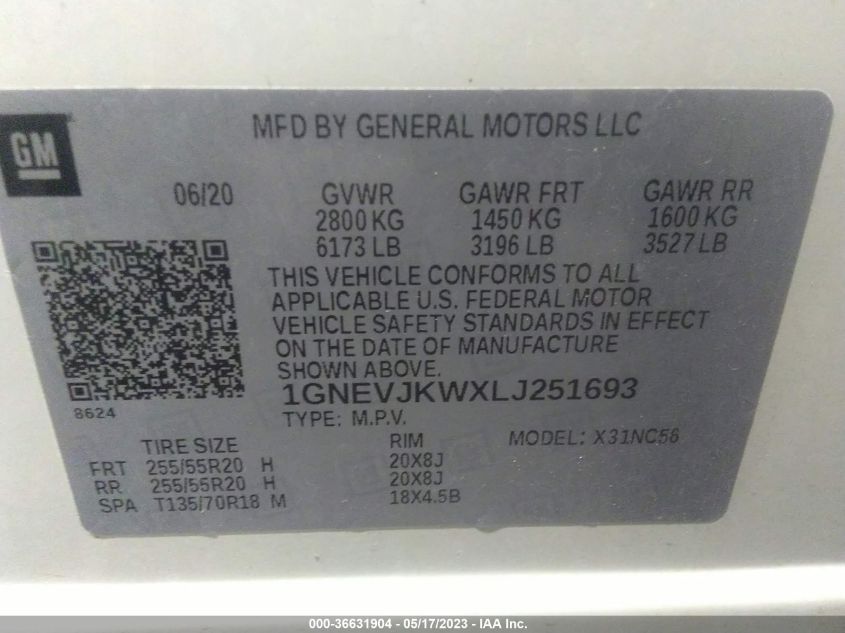 MFD BY GENERAL MOTORS LLC
GM
06/20 GVWR GAWR FRT GAWR RR
2800 KG 1450 KG 1600 KG
6173 LB 3196 LB 3527 LB
THIS VEHICLE CONFORMS TO ALL
APPLICABLE U.S. FEDERAL MOTOR
VEHICLE SAFETY STANDARDS IN EFFECT
ON THE DATE OF MANUFACTURE
SHOWN ABOVE.
1GNEVJKWXLJ251693
8624
TYPE: M.P.V.
TIRE SIZE RIM MODEL: X31NC56
FRT 255/55R20 H 20X8J
RR 255/55R20 H 20X8J
SPA T135/70R18 M 18X4.5B
000-36631904 - 05/17/2023 - IAA Inc.